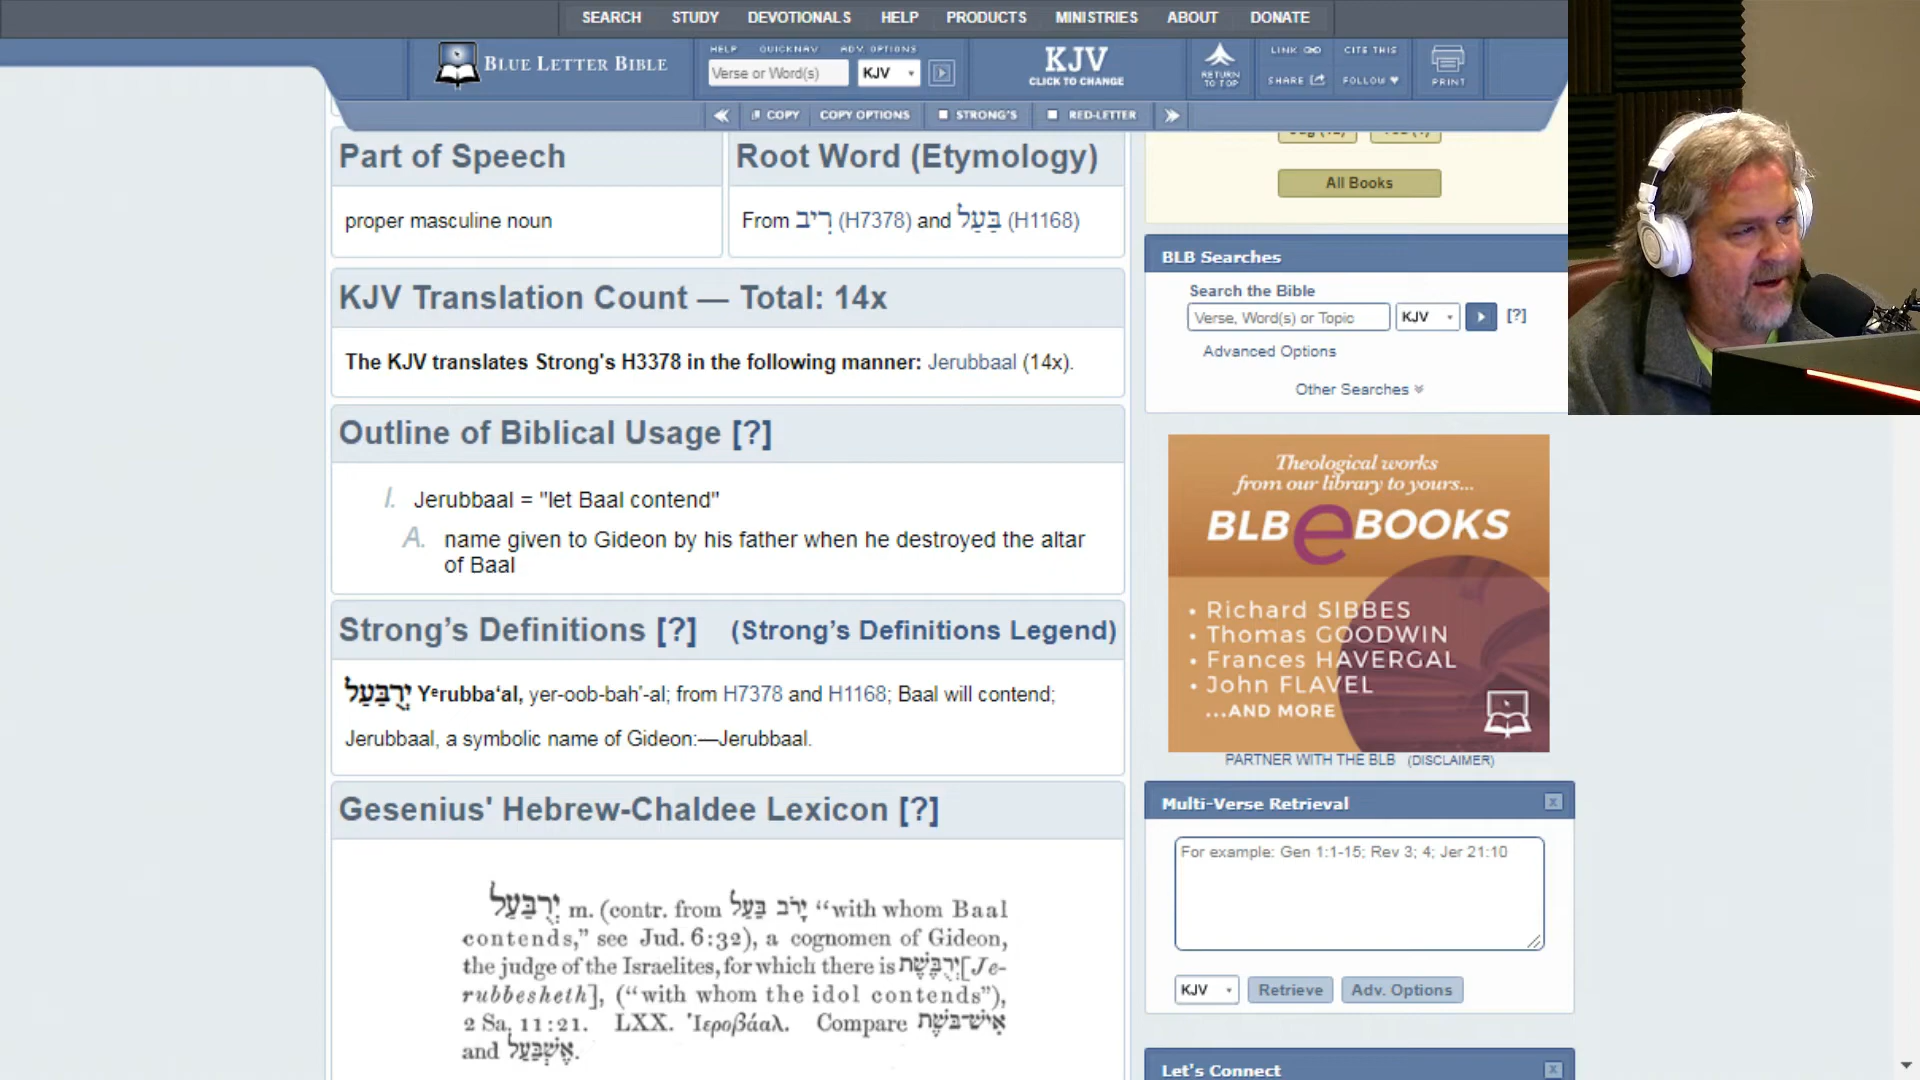 SEARCH STUDY DEVOTIONALS HELP PRODUCTS MINISTRIES ABOUT DONATE
BLUE LETTER BIBLE
HELP QUICKNAV ADV. OPTIONS
Verse or Word(s) KJV
KJV
CLICK TO CHANGE
RETURN
TO TOP
LINK CITE THIS
SHARE FOLLOW
PRINT
COPY COPY OPTIONS STRONG'S RED-LETTER
Part of Speech
proper masculine noun
Root Word (Etymology)
From רִיב (H7378) and בַּעַל (H1168)
KJV Translation Count — Total: 14x
The KJV translates Strong's H3378 in the following manner: Jerubbaal (14x).
Outline of Biblical Usage [?]
I. Jerubbaal = "let Baal contend"
A. name given to Gideon by his father when he destroyed the altar
of Baal
Strong's Definitions [?] (Strong's Definitions Legend)
יְרֻבַּעַל Yᵉrubbaʻal, yer-oob-bah'-al; from H7378 and H1168; Baal will contend;
Jerubbaal, a symbolic name of Gideon:—Jerubbaal.
Gesenius' Hebrew-Chaldee Lexicon [?]
יְרֻבַּעַל m. (contr. from יָרֹב בַּעַל “with whom Baal
contends,” see Jud. 6:32), a cognomen of Gideon,
the judge of the Israelites, for which there is יְרֻבֶּשֶׁת [Je-
rubbesheth], (“with whom the idol contends”),
2 Sa. 11:21. LXX. Ἱεροβάαλ. Compare אִישׁ־בֹּשֶׁת
and אֶשְׁבַּעַל.
All Books
BLB Searches
Search the Bible
Verse, Word(s) or Topic KJV [?]
Advanced Options
Other Searches
Theological works
from our library to yours...
BLB eBOOKS
• Richard SIBBES
• Thomas GOODWIN
• Frances HAVERGAL
• John FLAVEL
...AND MORE
PARTNER WITH THE BLB (DISCLAIMER)
Multi-Verse Retrieval x
For example: Gen 1:1-15; Rev 3; 4; Jer 21:10
KJV Retrieve Adv. Options
Let's Connect x